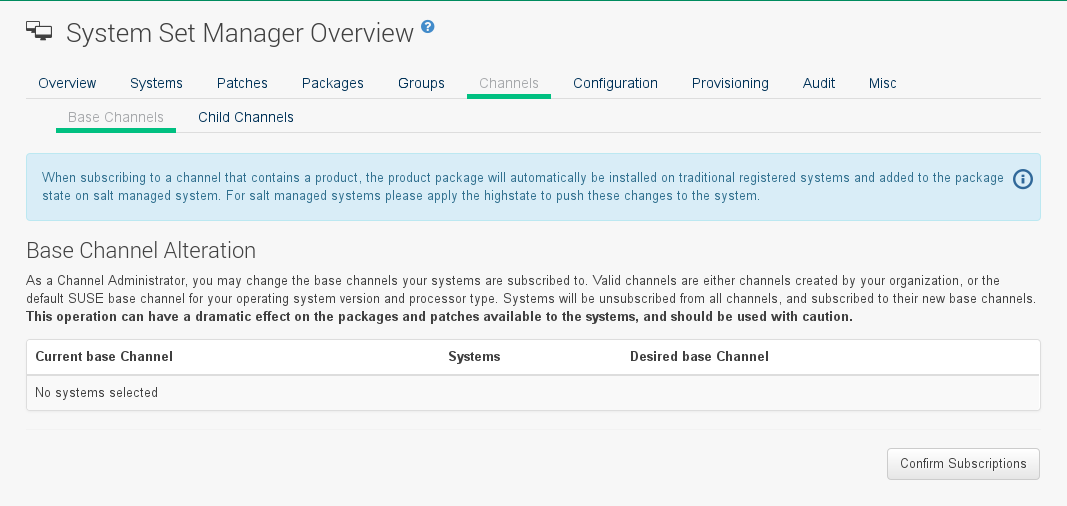 System Set Manager Overview ?
Overview Systems Patches Packages Groups Channels Configuration Provisioning Audit Misc
Base Channels Child Channels
When subscribing to a channel that contains a product, the product package will automatically be installed on traditional registered systems and added to the package
state on salt managed system. For salt managed systems please apply the highstate to push these changes to the system.
Base Channel Alteration
As a Channel Administrator, you may change the base channels your systems are subscribed to. Valid channels are either channels created by your organization, or the
default SUSE base channel for your operating system version and processor type. Systems will be unsubscribed from all channels, and subscribed to their new base channels.
This operation can have a dramatic effect on the packages and patches available to the systems, and should be used with caution.
Current base Channel Systems Desired base Channel
No systems selected
Confirm Subscriptions